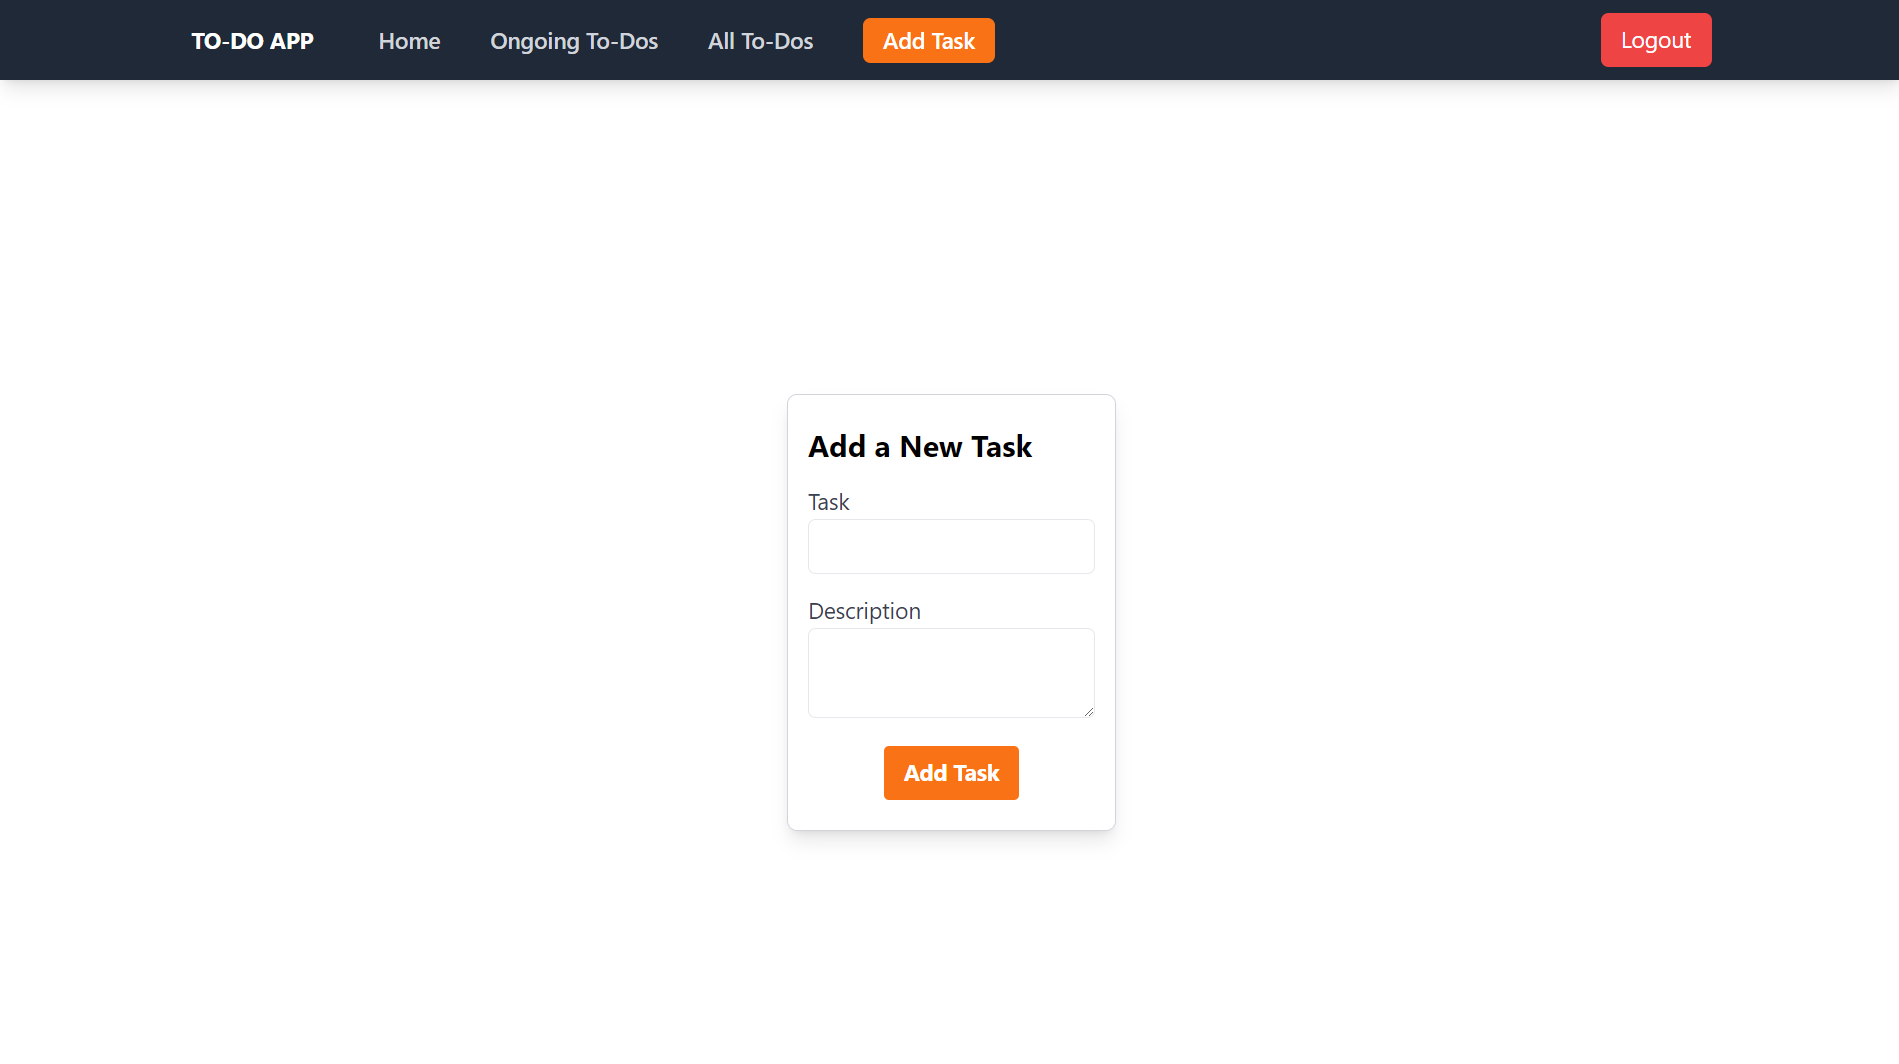 TO-DO APP Home Ongoing To-Dos All To-Dos Add Task Logout
Add a New Task
Task
Description
Add Task